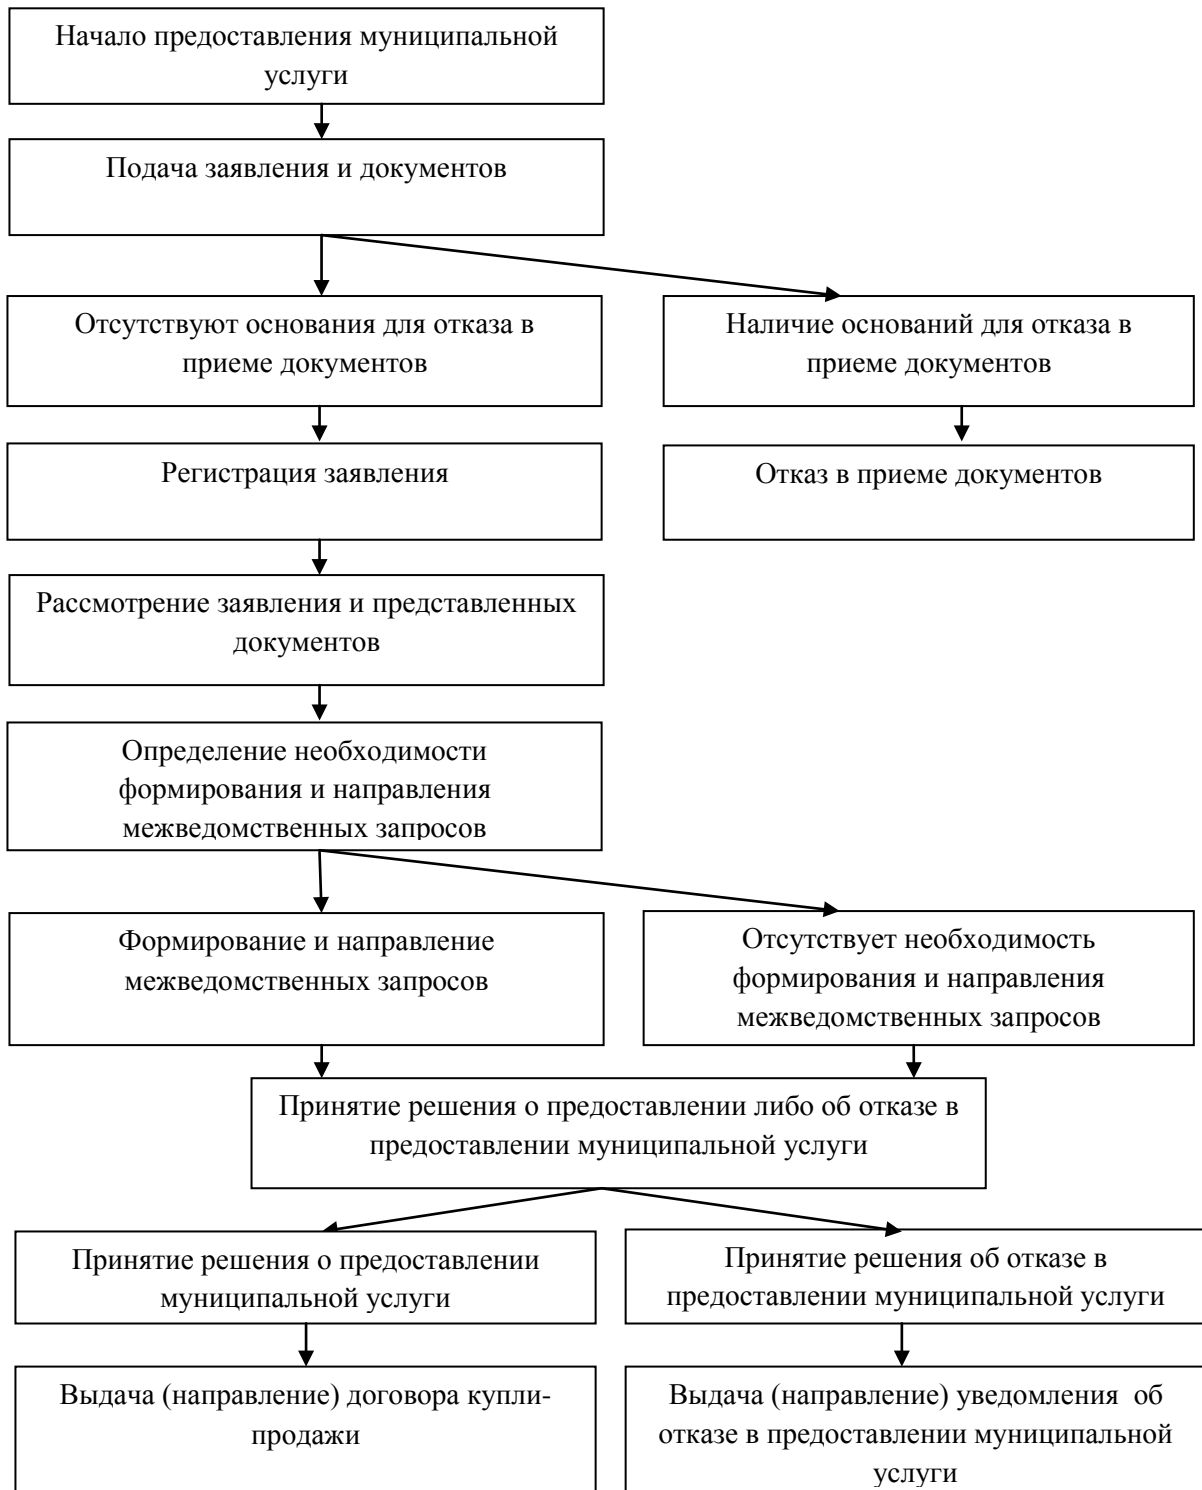 Начало предоставления муниципальной
услуги
Подача заявления и документов
Отсутствуют основания для отказа в
приеме документов
Наличие оснований для отказа в
приеме документов
Регистрация заявления
Отказ в приеме документов
Рассмотрение заявления и представленных
документов
Определение необходимости
формирования и направления
межведомственных запросов
Формирование и направление
межведомственных запросов
Отсутствует необходимость
формирования и направления
межведомственных запросов
Принятие решения о предоставлении либо об отказе в
предоставлении муниципальной услуги
Принятие решения о предоставлении
муниципальной услуги
Принятие решения об отказе в
предоставлении муниципальной услуги
Выдача (направление) договора купли-
продажи
Выдача (направление) уведомления об
отказе в предоставлении муниципальной
услуги